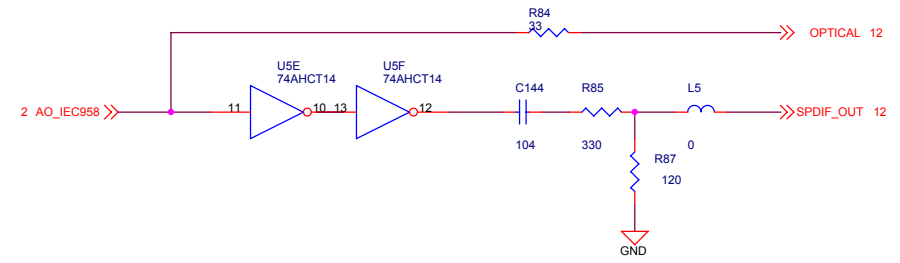 R84
33
OPTICAL 12
U5E
74AHCT14
U5F
74AHCT14
C144
R85
L5
2 AO_IEC958
11
10
13
12
SPDIF_OUT 12
104
330
0
R87
120
GND